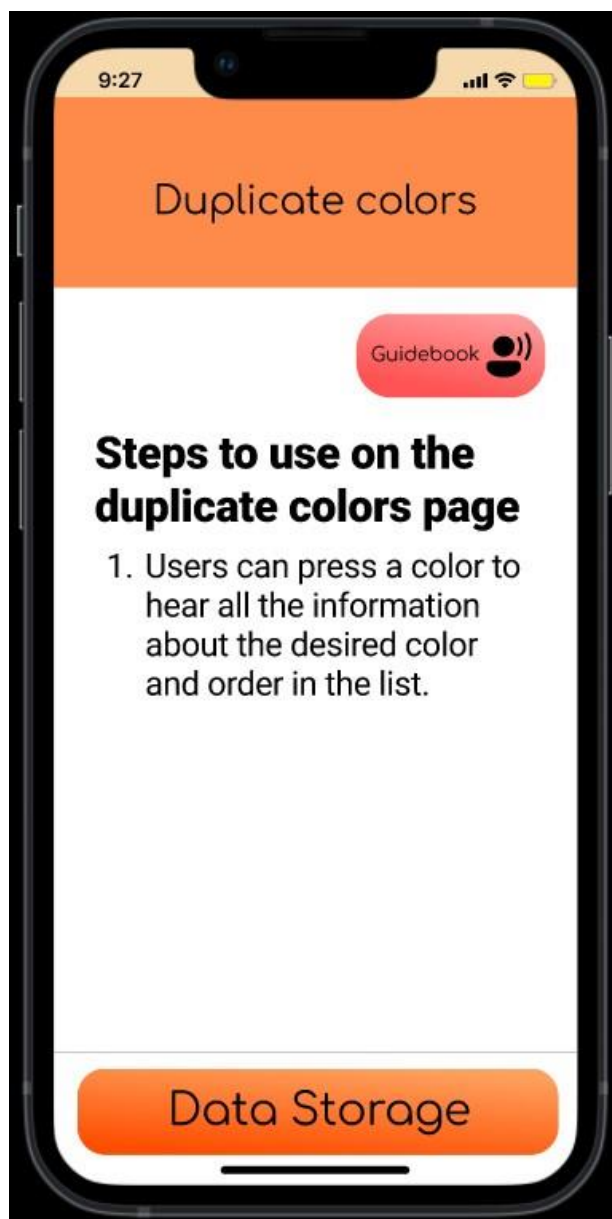 9:27
Duplicate colors
Guidebook
Steps to use on the
duplicate colors page
1. Users can press a color to
hear all the information
about the desired color
and order in the list.
Data Storage